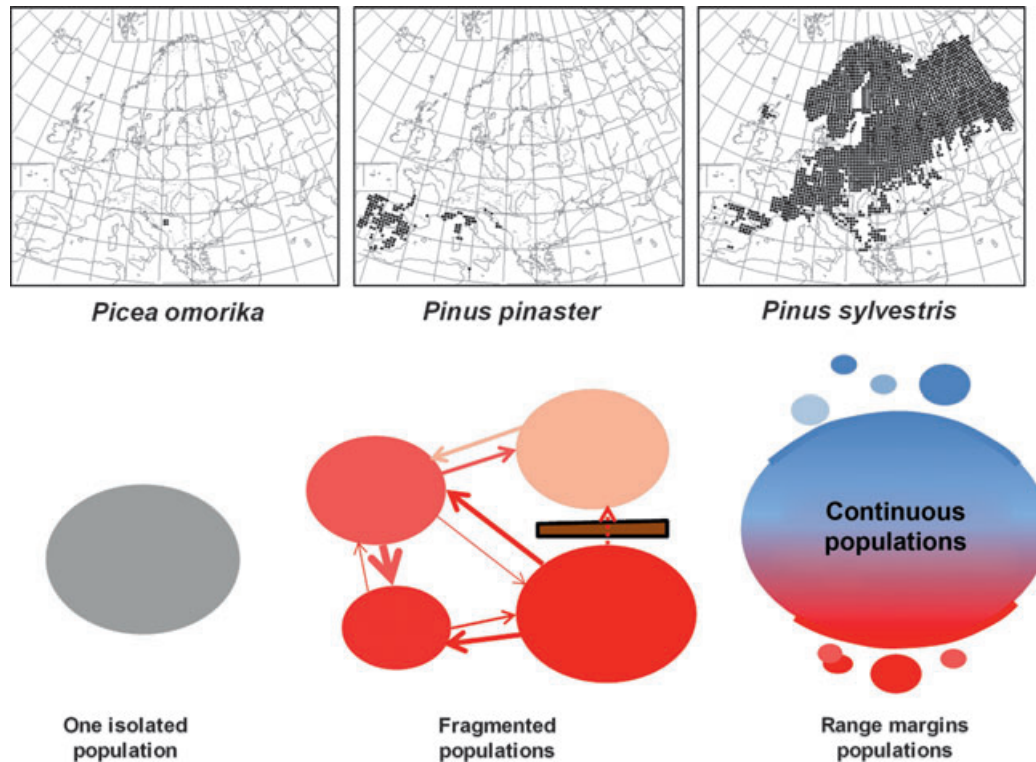 Picea omorika
Pinus pinaster
Pinus sylvestris
Continuous
populations
One isolated
population
Fragmented
populations
Range margins
populations